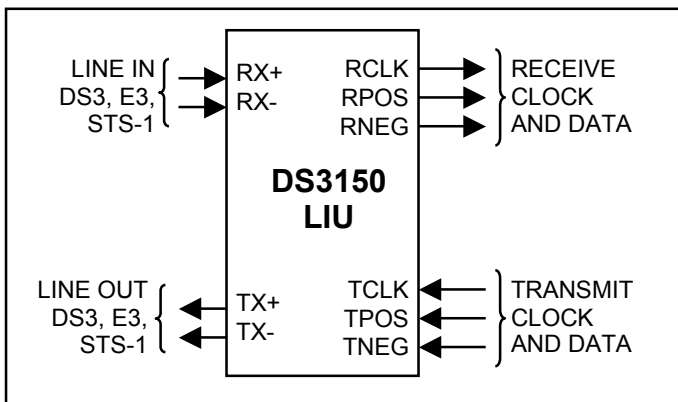 LINE IN
DS3, E3,
STS-1
RX+
RX-
RCLK
RPOS
RNEG
RECEIVE
CLOCK
AND DATA
DS3150
LIU
LINE OUT
DS3, E3,
STS-1
TX+
TX-
TCLK
TPOS
TNEG
TRANSMIT
CLOCK
AND DATA